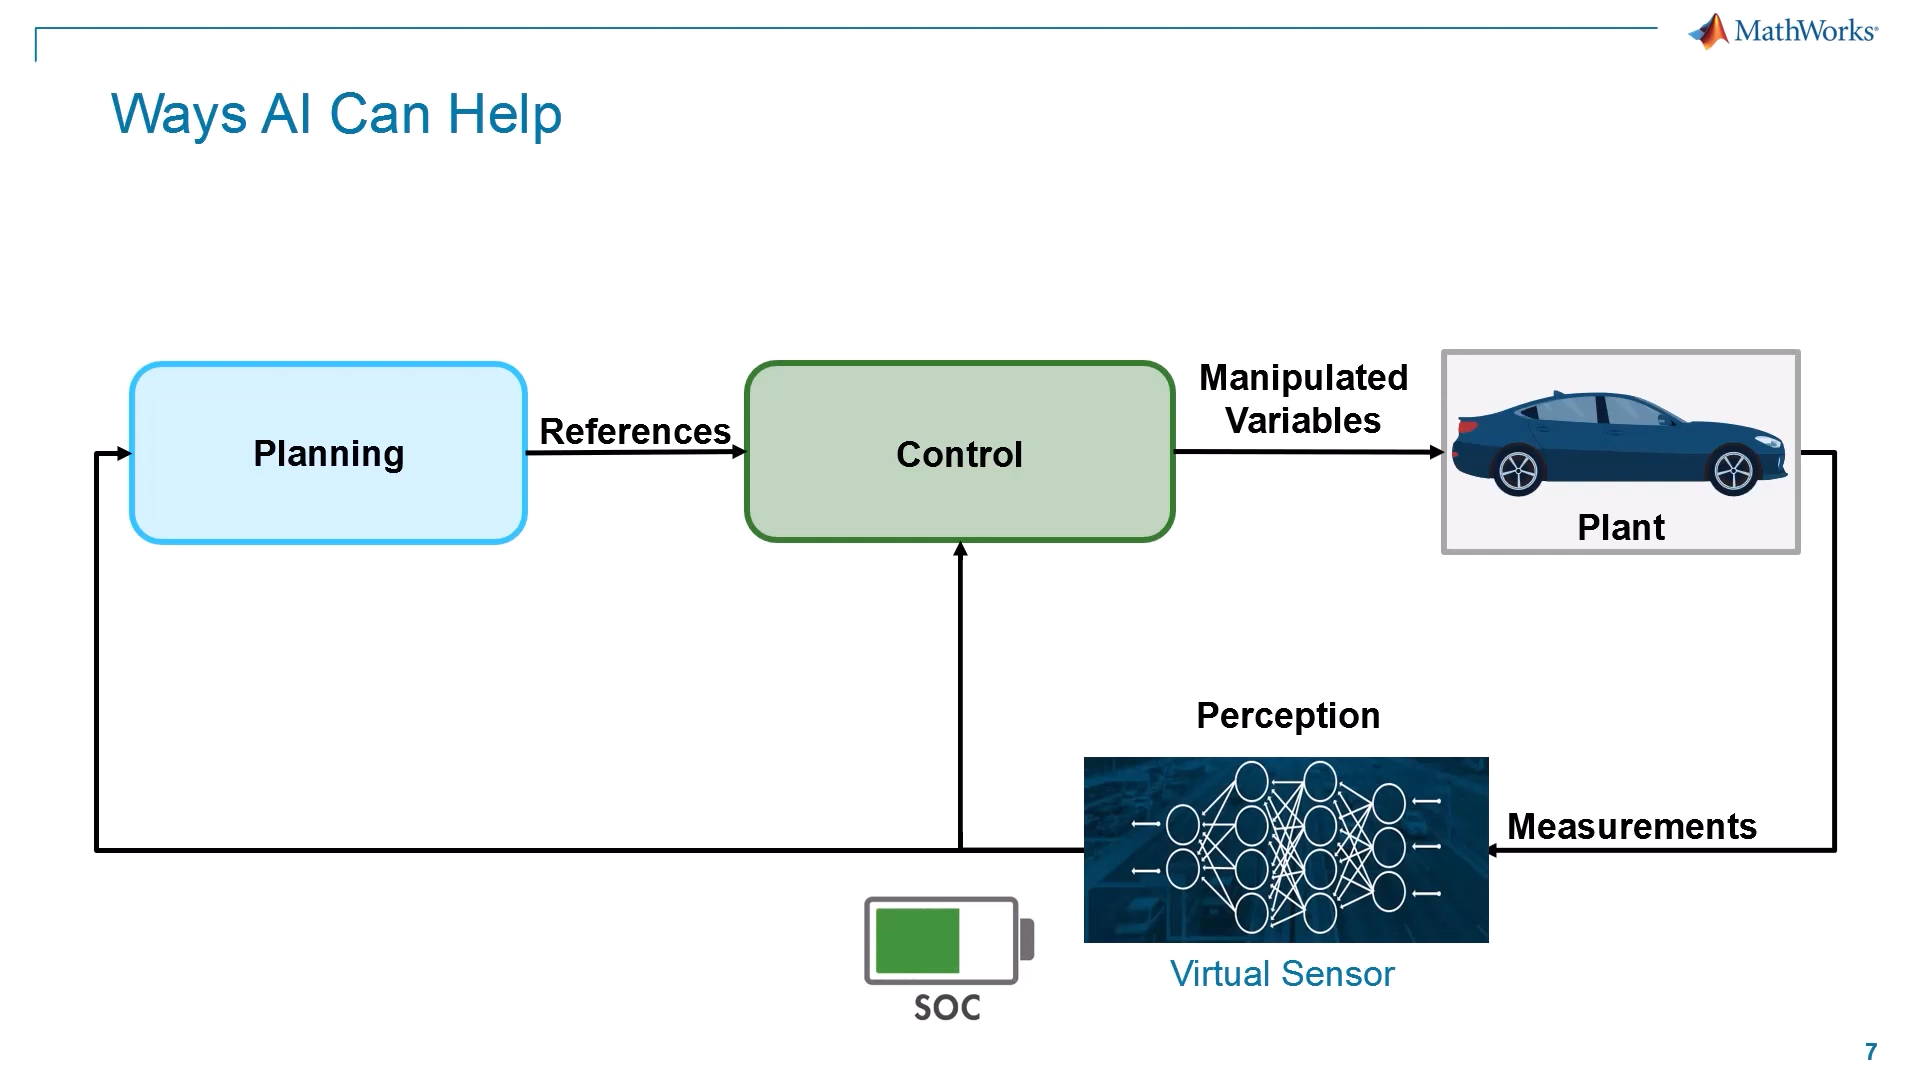 MathWorks
Ways AI Can Help
Planning
References
Control
Manipulated
Variables
Plant
Perception
Measurements
Virtual Sensor
SOC
7